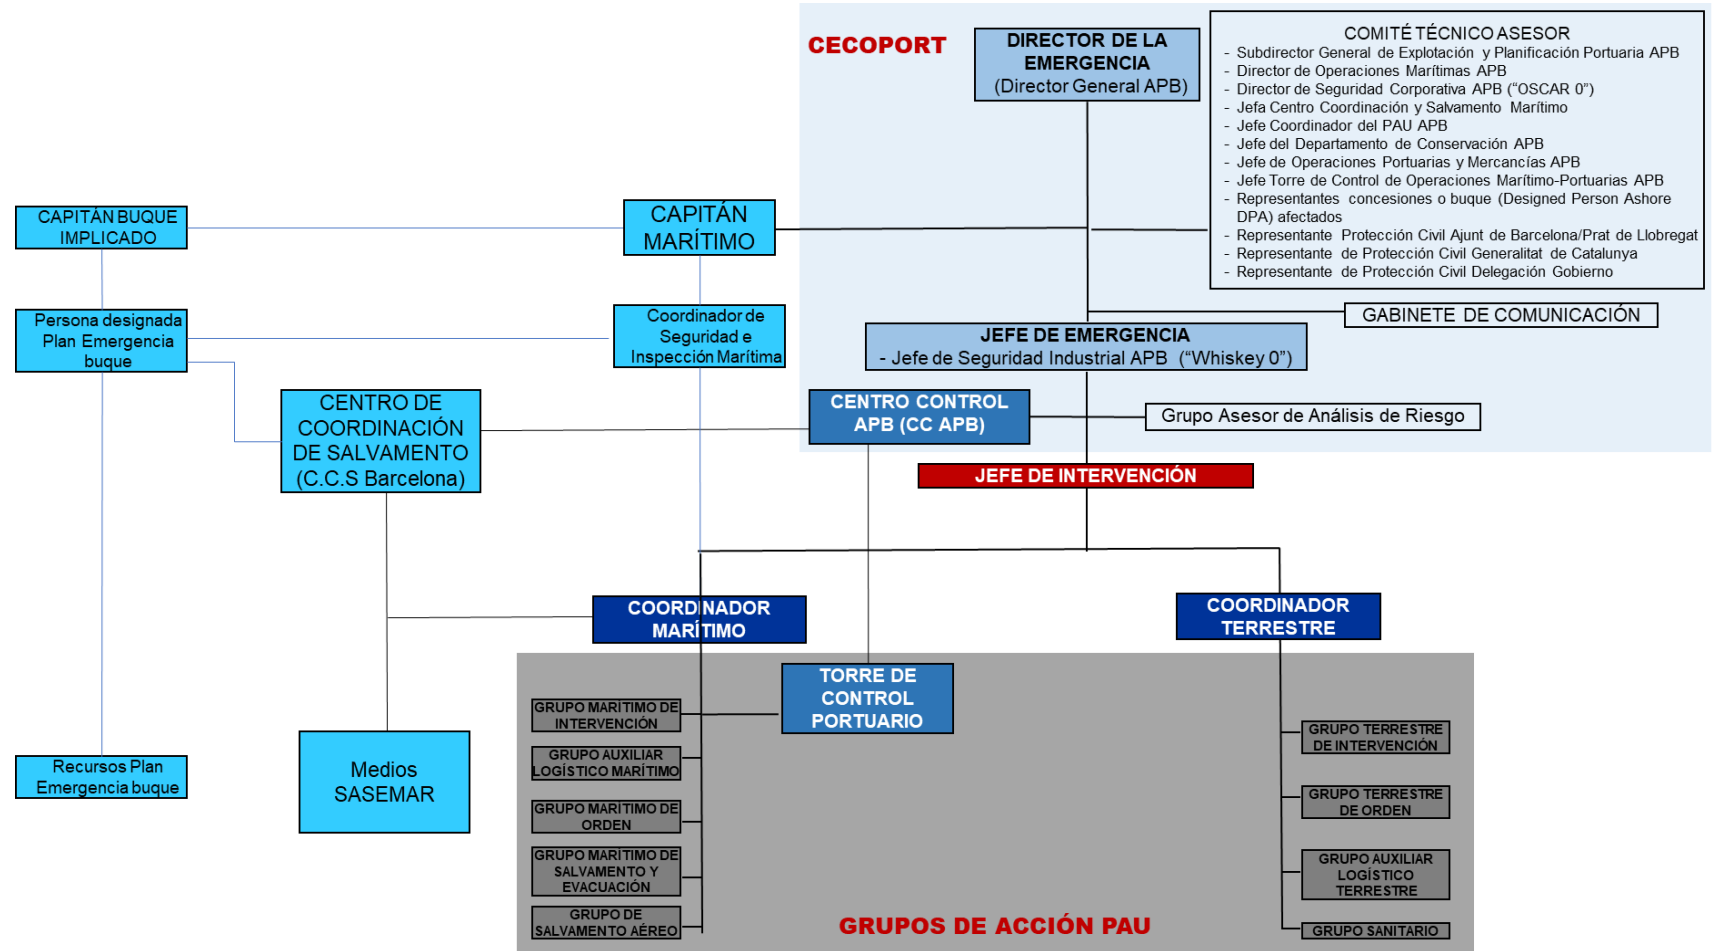 CECOPORT
DIRECTOR DE LA
EMERGENCIA
(Director General APB)
COMITÉ TÉCNICO ASESOR
- Subdirector General de Explotación y Planificación Portuaria APB
- Director de Operaciones Marítimas APB
- Director de Seguridad Corporativa APB (“OSCAR 0”)
- Jefa Centro Coordinación y Salvamento Marítimo
- Jefe Coordinador del PAU APB
- Jefe del Departamento de Conservación APB
- Jefe de Operaciones Portuarias y Mercancías APB
- Jefe Torre de Control de Operaciones Marítimo-Portuarias APB
- Representantes concesiones o buque (Designed Person Ashore
DPA) afectados
- Representante Protección Civil Ajunt de Barcelona/Prat de Llobregat
- Representante de Protección Civil Generalitat de Catalunya
- Representante de Protección Civil Delegación Gobierno
CAPITÁN BUQUE
IMPLICADO
CAPITÁN
MARÍTIMO
Persona designada
Plan Emergencia
buque
Coordinador de
Seguridad e
Inspección Marítima
GABINETE DE COMUNICACIÓN
JEFE DE EMERGENCIA
- Jefe de Seguridad Industrial APB (“Whiskey 0”)
CENTRO DE
COORDINACIÓN
DE SALVAMENTO
(C.C.S Barcelona)
CENTRO CONTROL
APB (CC APB)
Grupo Asesor de Análisis de Riesgo
JEFE DE INTERVENCIÓN
COORDINADOR
MARÍTIMO
COORDINADOR
TERRESTRE
TORRE DE
CONTROL
PORTUARIO
GRUPO MARÍTIMO DE
INTERVENCIÓN
GRUPO AUXILIAR
LOGÍSTICO MARÍTIMO
GRUPO MARÍTIMO DE
ORDEN
GRUPO MARÍTIMO DE
SALVAMENTO Y
EVACUACIÓN
GRUPO DE
SALVAMENTO AÉREO
GRUPO TERRESTRE
DE INTERVENCIÓN
GRUPO TERRESTRE
DE ORDEN
GRUPO AUXILIAR
LOGÍSTICO
TERRESTRE
GRUPO SANITARIO
Recursos Plan
Emergencia buque
Medios
SASEMAR
GRUPOS DE ACCIÓN PAU